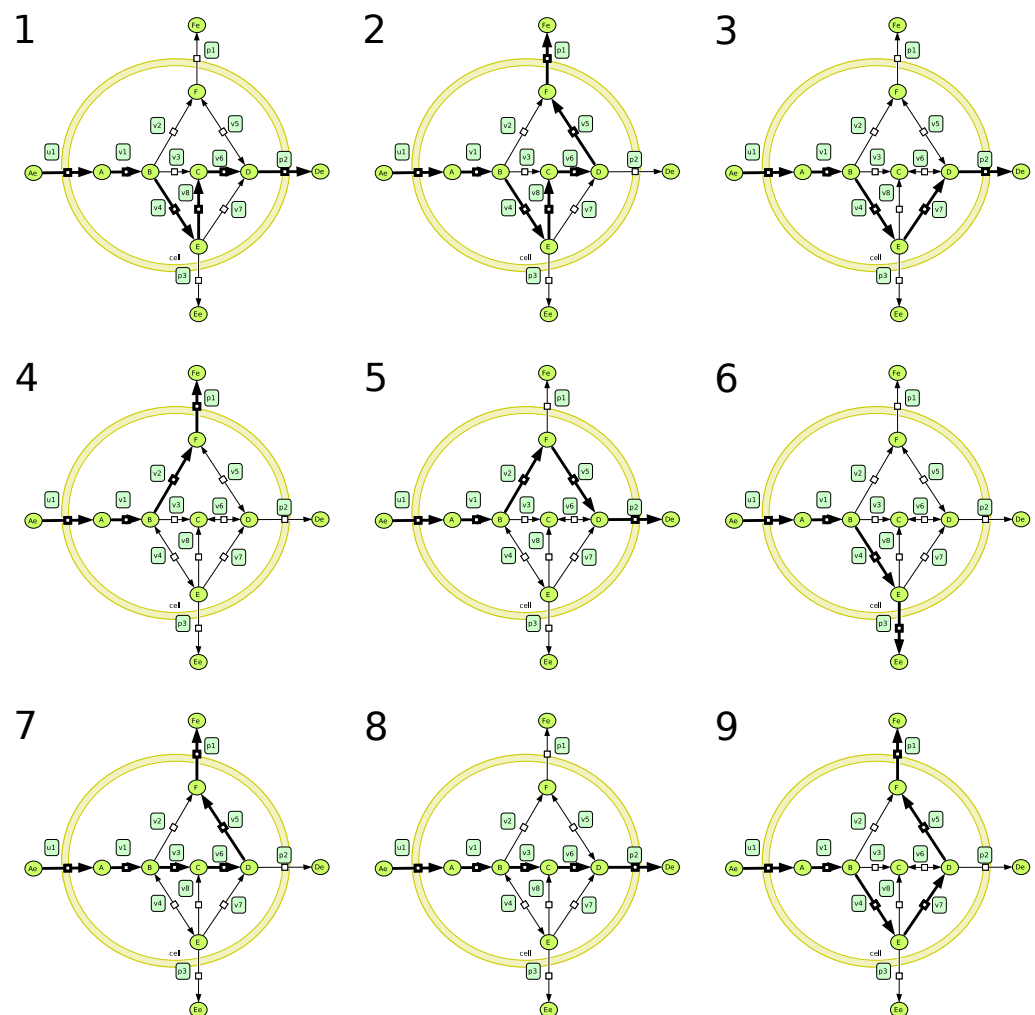 1 2 3
Fe Fe Fe
p1 p1 p1
F F F
v2 v5 v2 v5 v2 v5
u1 v1 v3 v6 p2 u1 v1 v3 v6 p2 u1 v1 v3 v6 p2
Ae A B C D De Ae A B C D De Ae A B C D De
v8 v8 v8
v4 v7 v4 v7 v4 v7
E E E
cell cell cell
p3 p3 p3
Ee Ee Ee
4 5 6
Fe Fe Fe
p1 p1 p1
F F F
v2 v5 v2 v5 v2 v5
u1 v1 v3 v6 p2 u1 v1 v3 v6 p2 u1 v1 v3 v6 p2
Ae A B C D De Ae A B C D De Ae A B C D De
v8 v8 v8
v4 v7 v4 v7 v4 v7
E E E
cell cell cell
p3 p3 p3
Ee Ee Ee
7 8 9
Fe Fe Fe
p1 p1 p1
F F F
v2 v5 v2 v5 v2 v5
u1 v1 v3 v6 p2 u1 v1 v3 v6 p2 u1 v1 v3 v6 p2
Ae A B C D De Ae A B C D De Ae A B C D De
v8 v8 v8
v4 v7 v4 v7 v4 v7
E E E
cell cell cell
p3 p3 p3
Ee Ee Ee